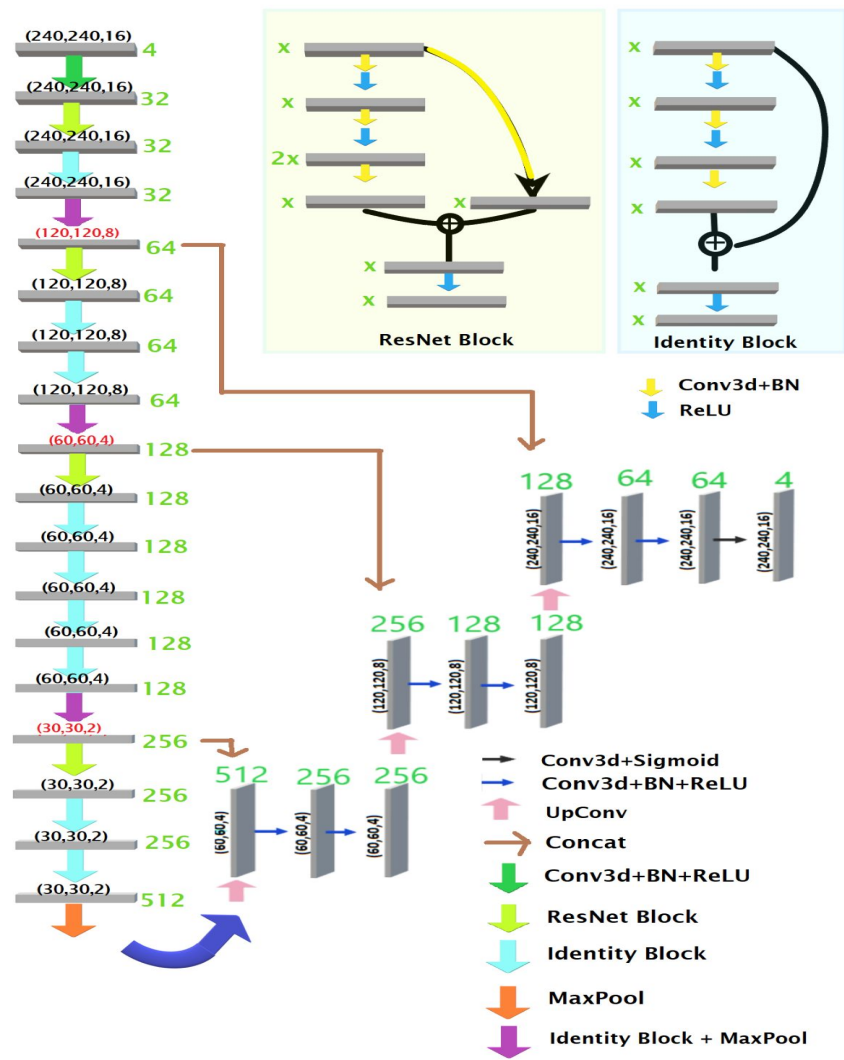 (240,240,16)
4
(240,240,16)
32
(240,240,16)
32
(240,240,16)
32
(120,120,8)
64
(120,120,8)
64
(120,120,8)
64
(120,120,8)
64
(60,60,4)
128
(60,60,4)
128
(60,60,4)
128
(60,60,4)
128
(60,60,4)
128
(60,60,4)
128
(30,30,2)
256
(30,30,2)
256
(30,30,2)
256
(30,30,2)
512
x
x
2x
x
x
x
x
ResNet Block
x
x
x
x
x
x
Identity Block
Conv3d+BN
ReLU
128
64
64
4
(240,240,16)
(240,240,16)
(240,240,16)
(240,240,16)
256
128
128
(120,120,8)
(120,120,8)
(120,120,8)
512
256
256
(60,60,4)
(60,60,4)
(60,60,4)
Conv3d+Sigmoid
Conv3d+BN+ReLU
UpConv
Concat
Conv3d+BN+ReLU
ResNet Block
Identity Block
MaxPool
Identity Block + MaxPool